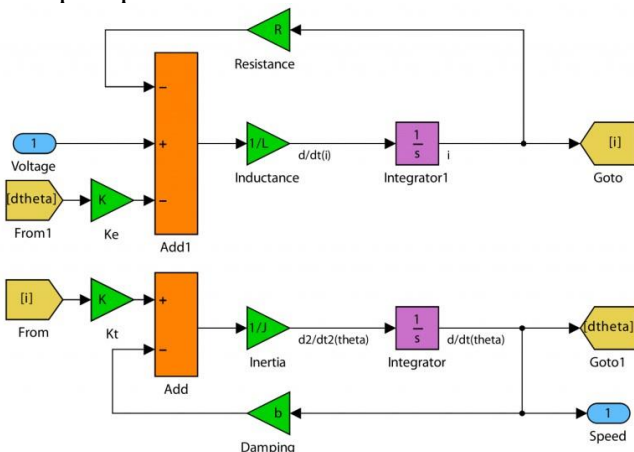 R
Resistance
−
1
+
1/L
1
s
[i]
Voltage
d/dt(i)
i
Inductance
Integrator1
Goto
[dtheta]
K
−
From1
Ke
Add1
[i]
K
+
1/J
1
s
[dtheta]
From
Kt
−
d2/dt2(theta)
d/dt(theta)
Inertia
Integrator
Goto1
Add
b
1
Damping
Speed